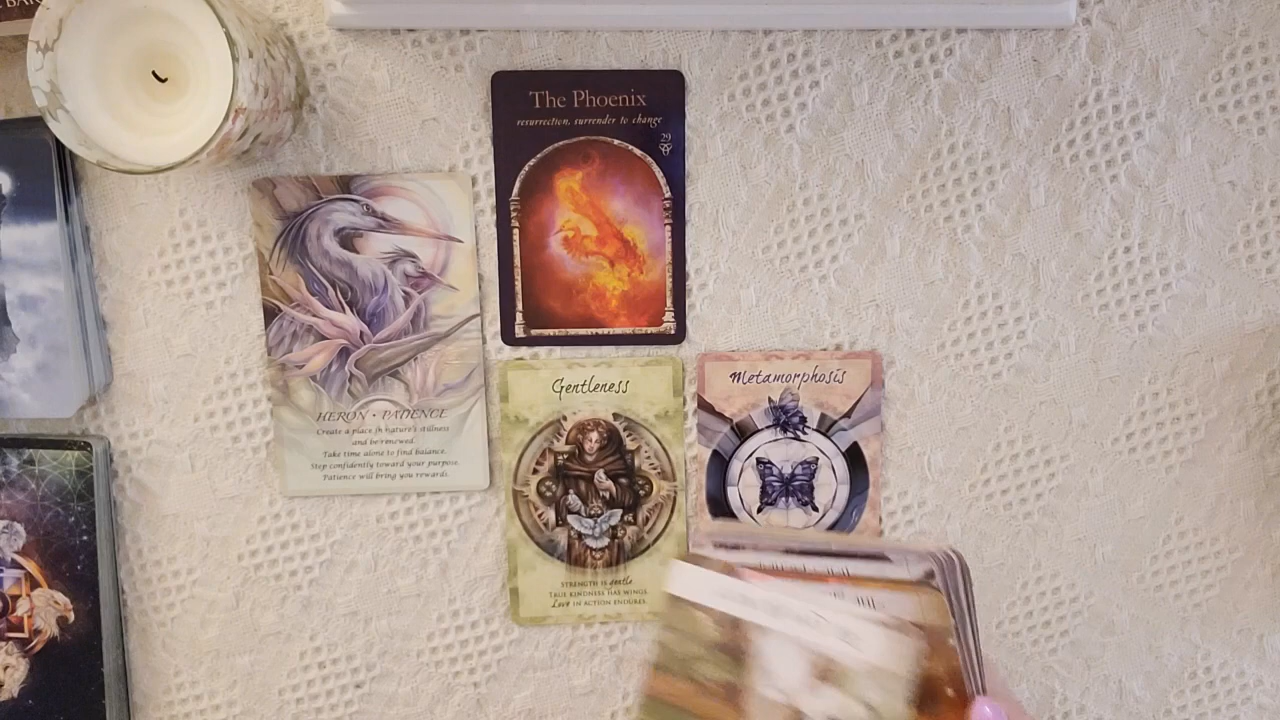 The Phoenix
resurrection, surrender to change
29
HERON • PATIENCE
Create a place in nature's stillness
and be renewed.
Take time alone to find balance.
Step confidently toward your purpose.
Patience will bring you rewards.
Gentleness
STRENGTH IS gentle
TRUE KINDNESS HAS WINGS.
Love IN ACTION ENDURES.
Metamorphosis